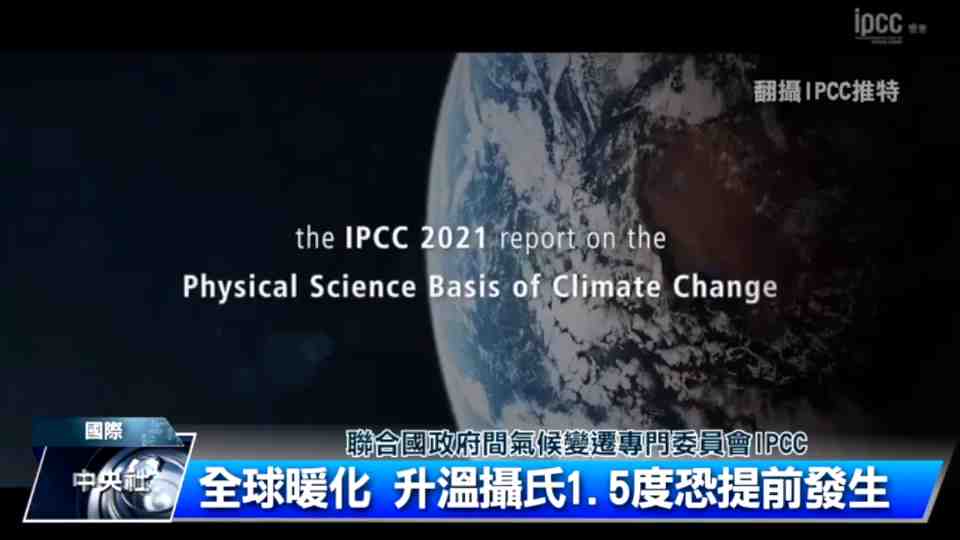 ipcc
翻攝IPCC推特
the IPCC 2021 report on the
Physical Science Basis of Climate Change
國際
聯合國政府間氣候變遷專門委員會IPCC
中央社
全球暖化 升溫攝氏1.5度恐提前發生